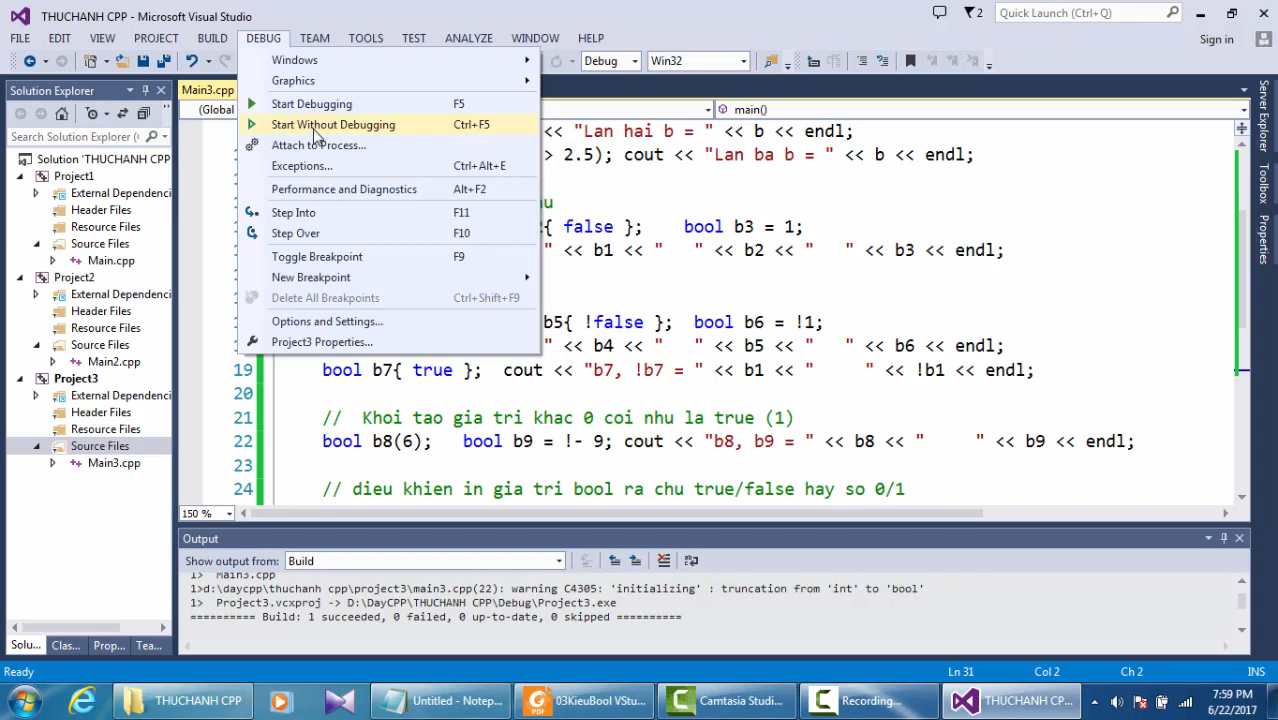 THUCHANH CPP - Microsoft Visual Studio
2
Quick Launch (Ctrl+Q)
FILE EDIT VIEW PROJECT BUILD DEBUG TEAM TOOLS TEST ANALYZE WINDOW HELP
Sign in
Debug
Win32
Solution Explorer
Main3.cpp
(Global
main()
Search Solution Explorer
Solution 'THUCHANH
Project1
External Dependenci
Header Files
Resource Files
Source Files
Main.cpp
Project2
External Dependenci
Header Files
Resource Files
Source Files
Main2.cpp
Project3
External Dependenci
Header Files
Resource Files
Source Files
Main3.cpp
Solu... Clas... Prop... Tea...
Windows
Graphics
Start Debugging F5
Start Without Debugging Ctrl+F5
Attach to Process...
Exceptions... Ctrl+Alt+E
Performance and Diagnostics Alt+F2
Step Into F11
Step Over F10
Toggle Breakpoint F9
New Breakpoint
Delete All Breakpoints Ctrl+Shift+F9
Options and Settings...
Project3 Properties...
<< "Lan hai b = " << b << endl;
> 2.5); cout << "Lan ba b = " << b << endl;
u
{ false }; bool b3 = 1;
" << b1 << " " << b2 << " " << b3 << endl;
b5{ !false }; bool b6 = !1;
" << b4 << " " << b5 << " " << b6 << endl;
19 bool b7{ true }; cout << "b7, !b7 = " << b1 << " " << !b1 << endl;
20
21 // Khoi tao gia tri khac 0 coi nhu la true (1)
22 bool b8(6); bool b9 = !- 9; cout << "b8, b9 = " << b8 << " " << b9 << endl;
23
24 // dieu khien in gia tri bool ra chu true/false hay so 0/1
150 %
Server Explorer
Toolbox
Properties
Output
Show output from: Build
1> Main3.cpp
1>d:\daycpp\thuchanh cpp\project3\main3.cpp(22): warning C4305: 'initializing' : truncation from 'int' to 'bool'
1> Project3.vcxproj -> D:\DayCPP\THUCHANH CPP\Debug\Project3.exe
========== Build: 1 succeeded, 0 failed, 0 up-to-date, 0 skipped ==========
Ready
Ln 31 Col 2 Ch 2 INS
THUCHANH CPP
Untitled - Notep...
03KieuBool VStu...
Camtasia Studi...
Recording...
THUCHANH CP...
7:59 PM
6/22/2017